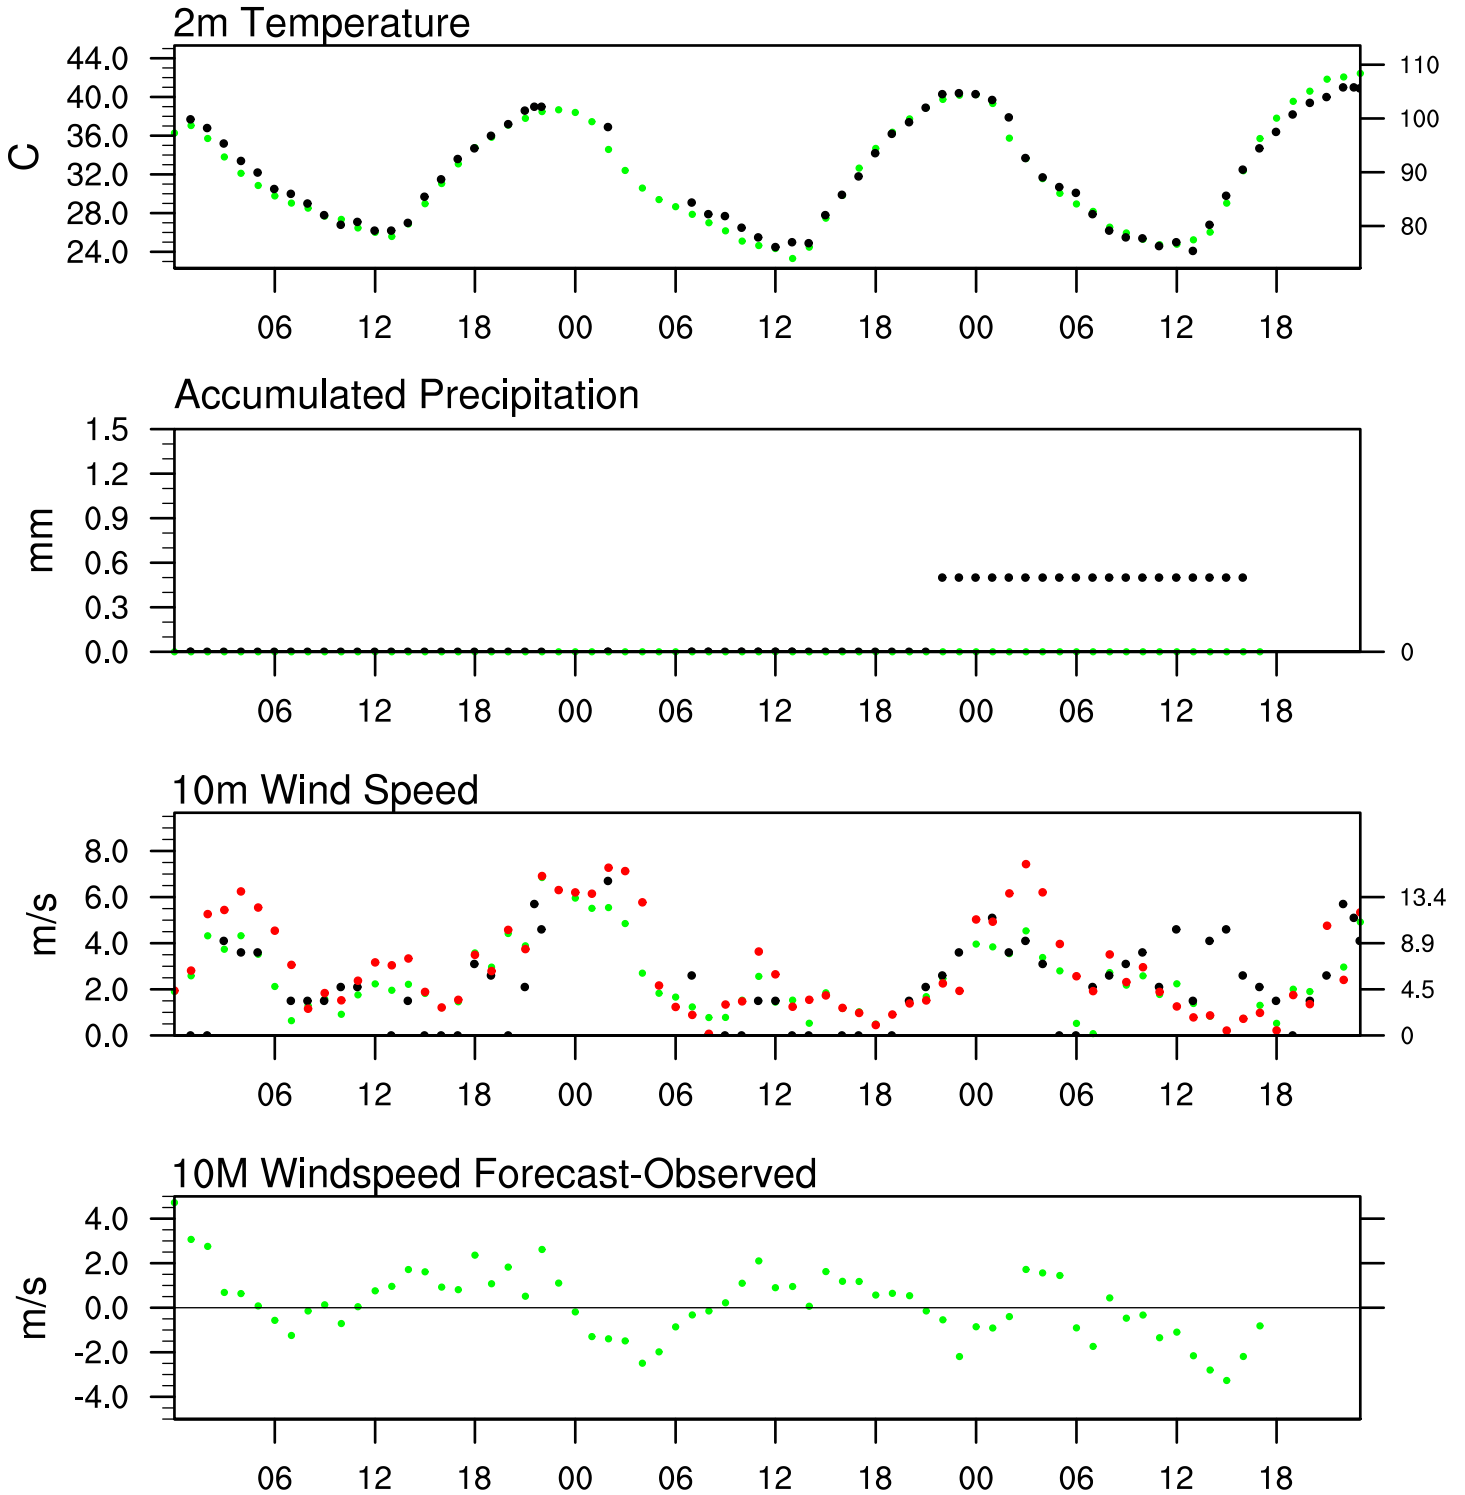 2m Temperature
44.0
40.0
36.0
32.0
28.0
24.0
C
110
100
90
80
06 12 18 00 06 12 18 00 06 12 18
Accumulated Precipitation
1.5
1.2
0.9
0.6
0.3
0.0
mm
0
06 12 18 00 06 12 18 00 06 12 18
10m Wind Speed
8.0
6.0
4.0
2.0
0.0
m/s
13.4
8.9
4.5
0
06 12 18 00 06 12 18 00 06 12 18
10M Windspeed Forecast-Observed
4.0
2.0
0.0
-2.0
-4.0
m/s
06 12 18 00 06 12 18 00 06 12 18